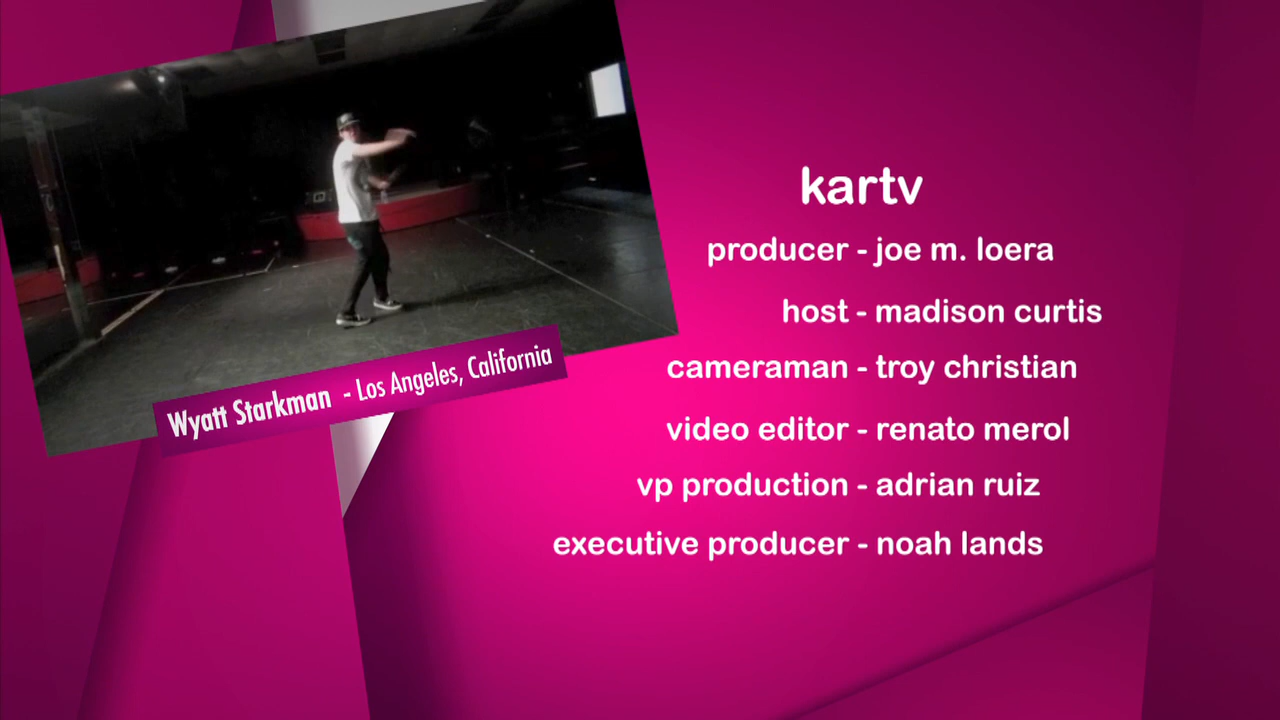 Wyatt Starkman - Los Angeles, California
kartv
producer - joe m. loera
host - madison curtis
cameraman - troy christian
video editor - renato merol
vp production - adrian ruiz
executive producer - noah lands